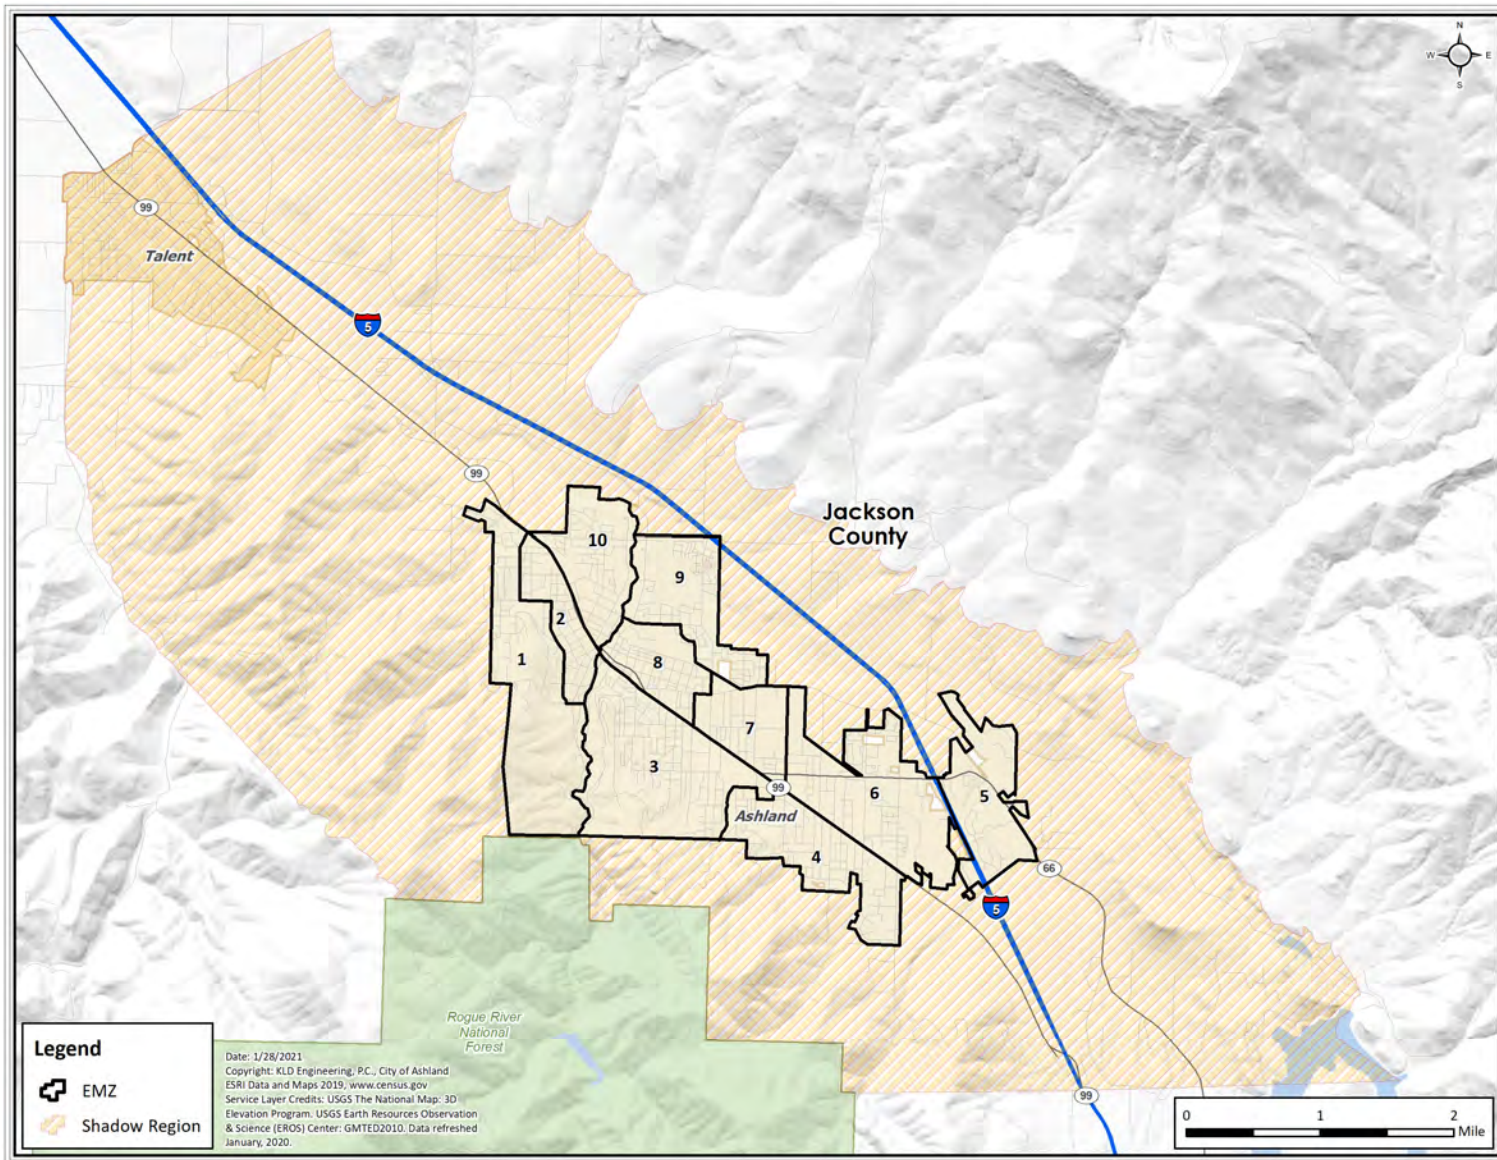 N
W E
S
99
Talent
5
99
Jackson
County
10
9
2
1
8
7
3
99
6
5
Ashland
4
66
5
Rogue River
National
Forest
99
Legend
EMZ
Shadow Region
Date: 1/28/2021
Copyright: KLD Engineering, P.C., City of Ashland
ESRI Data and Maps 2019, www.census.gov
Service Layer Credits: USGS The National Map: 3D
Elevation Program. USGS Earth Resources Observation
& Science (EROS) Center: GMTED2010. Data refreshed
January, 2020.
0 1 2
Mile